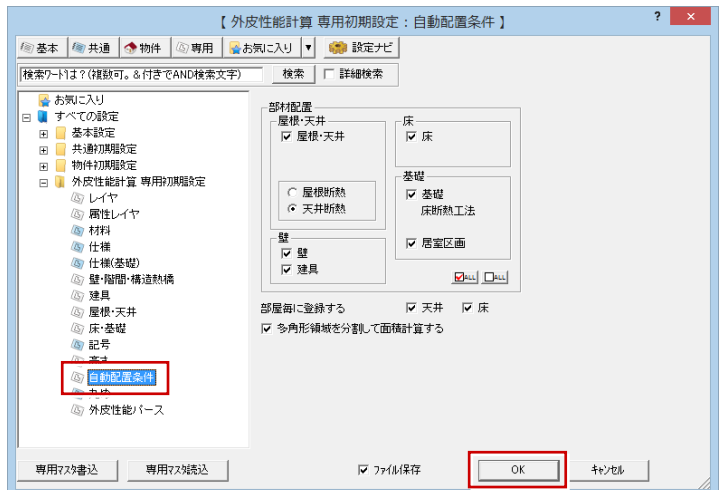 【 外皮性能計算 専用初期設定：自動配置条件 】
? ×
基本 共通 物件 専用 お気に入り ▼ 設定ナビ
検索ワードは？(複数可。&付きでAND検索文字) 検索 詳細検索
お気に入り
すべての設定
基本設定
共通初期設定
物件初期設定
外皮性能計算 専用初期設定
レイヤ
属性レイヤ
材料
仕様
仕様(基礎)
壁・階間・構造熱橋
建具
屋根・天井
床・基礎
記号
高さ
自動配置条件
外皮性能パース
部材配置
屋根・天井
屋根・天井
屋根断熱
天井断熱
床
床
基礎
基礎
床断熱工法
居室区画
壁
壁
建具
ALL ALL
部屋毎に登録する 天井 床
多角形領域を分割して面積計算する
専用マスタ書込 専用マスタ読込 ファイル保存 OK キャンセル